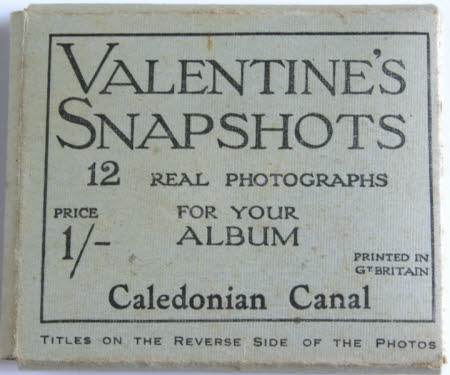 VALENTINE'S
SNAPSHOTS
12 REAL PHOTOGRAPHS
PRICE
1/-
FOR YOUR
ALBUM
PRINTED IN
GT BRITAIN
Caledonian Canal
TITLES ON THE REVERSE SIDE OF THE PHOTOS